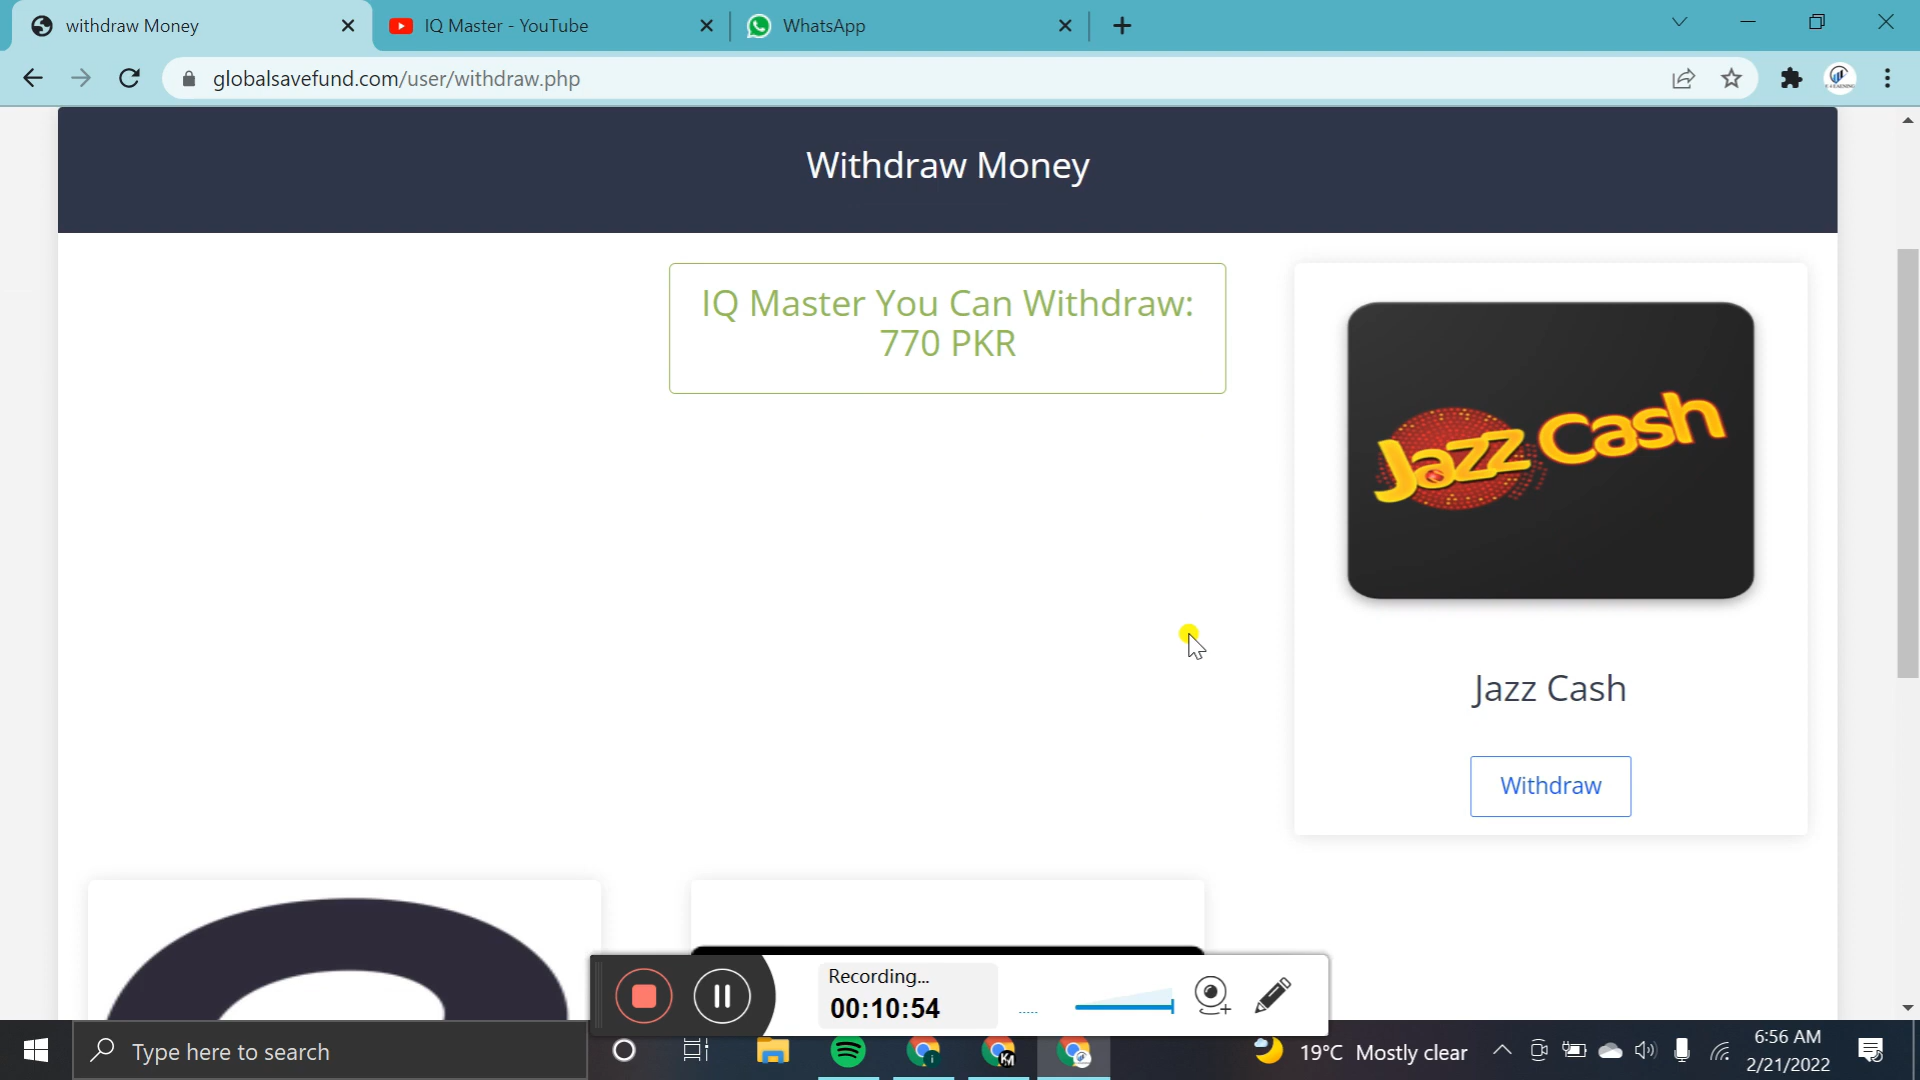 withdraw Money
IQ Master - YouTube
WhatsApp
globalsavefund.com/user/withdraw.php
Withdraw Money
IQ Master You Can Withdraw:
770 PKR
Jazz Cash
Jazz Cash
Withdraw
Recording...
00:10:54
Type here to search
19°C Mostly clear
6:56 AM
2/21/2022